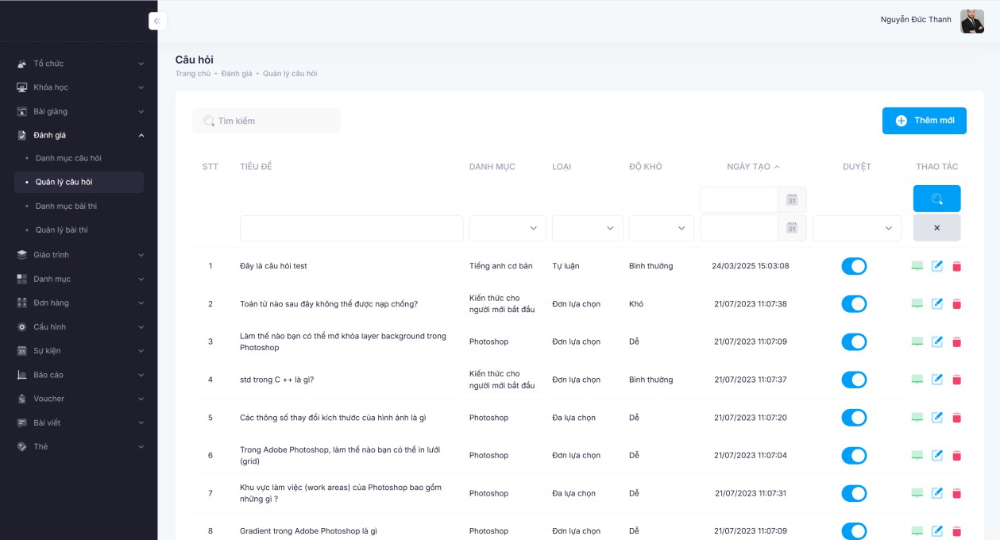 Nguyễn Đức Thanh
Tổ chức
Khóa học
Bài giảng
Đánh giá
Danh mục câu hỏi
Quản lý câu hỏi
Danh mục bài thi
Quản lý bài thi
Giáo trình
Danh mục
Đơn hàng
Cấu hình
Sự kiện
Báo cáo
Voucher
Bài viết
Thẻ
Câu hỏi
Trang chủ - Đánh giá - Quản lý câu hỏi
Tìm kiếm
Thêm mới
STT TIÊU ĐỀ DANH MỤC LOẠI ĐỘ KHÓ NGÀY TẠO DUYỆT THAO TÁC
1 Đây là câu hỏi test Tiếng anh cơ bản Tự luận Bình thường 24/03/2025 15:03:08
2 Toán tử nào sau đây không thể được nạp chồng? Kiến thức cho Đơn lựa chọn Khó 21/07/2023 11:07:38
người mới bắt đầu
3 Làm thế nào bạn có thể mở khóa layer background trong Photoshop Đơn lựa chọn Dễ 21/07/2023 11:07:09
Photoshop
4 std trong C ++ là gì? Kiến thức cho Đơn lựa chọn Bình thường 21/07/2023 11:07:37
người mới bắt đầu
5 Các thông số thay đổi kích thước của hình ảnh là gì Photoshop Đa lựa chọn Dễ 21/07/2023 11:07:20
6 Trong Adobe Photoshop, làm thế nào bạn có thể in lưới Photoshop Đơn lựa chọn Dễ 21/07/2023 11:07:04
(grid)
7 Khu vực làm việc (work areas) của Photoshop bao gồm Photoshop Đa lựa chọn Dễ 21/07/2023 11:07:31
những gì ?
8 Gradient trong Adobe Photoshop là gì Photoshop Đơn lựa chọn Dễ 21/07/2023 11:07:09